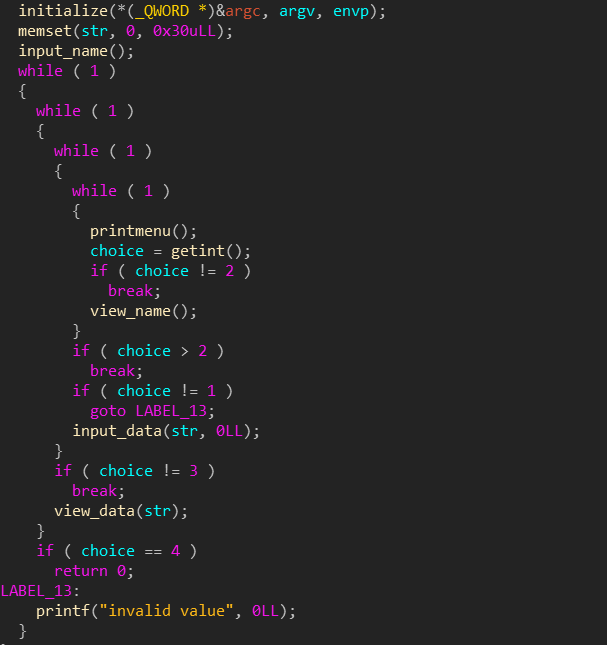 initialize(*(_QWORD *)&argc, argv, envp);
memset(str, 0, 0x30uLL);
input_name();
while ( 1 )
{
  while ( 1 )
  {
    while ( 1 )
    {
      while ( 1 )
      {
        printmenu();
        choice = getint();
        if ( choice != 2 )
          break;
        view_name();
      }
      if ( choice > 2 )
        break;
      if ( choice != 1 )
        goto LABEL_13;
      input_data(str, 0LL);
    }
    if ( choice != 3 )
      break;
    view_data(str);
  }
  if ( choice == 4 )
    return 0;
LABEL_13:
  printf("invalid value", 0LL);
}